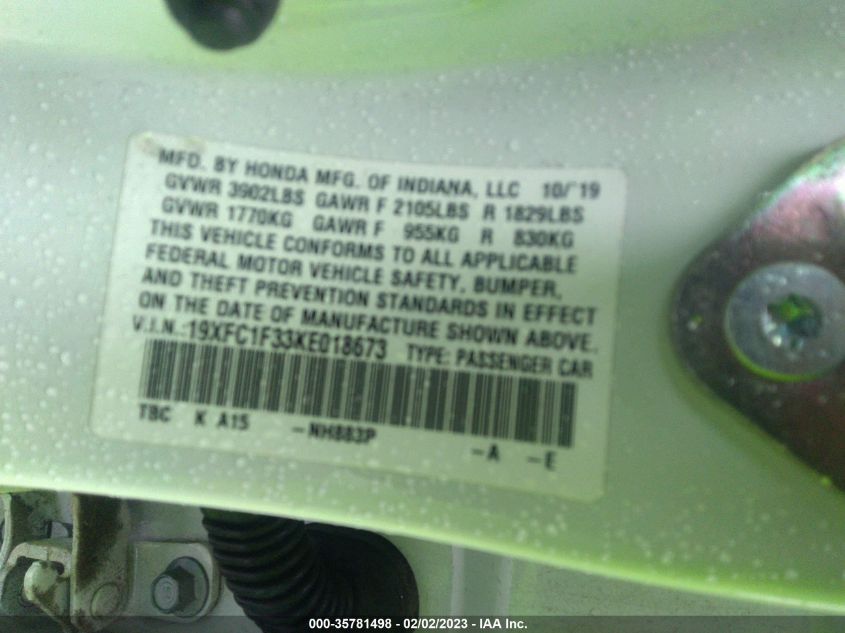 MFD. BY HONDA MFG. OF INDIANA, LLC 10/'19
GVWR 3902LBS GAWR F 2105LBS R 1829LBS
GVWR 1770KG GAWR F 955KG R 830KG
THIS VEHICLE CONFORMS TO ALL APPLICABLE
FEDERAL MOTOR VEHICLE SAFETY, BUMPER,
AND THEFT PREVENTION STANDARDS IN EFFECT
ON THE DATE OF MANUFACTURE SHOWN ABOVE.
V.I.N.:19XFC1F33KE018673 TYPE: PASSENGER CAR
TBC K A15 -NH883P -A -E
000-35781498 - 02/02/2023 - IAA Inc.